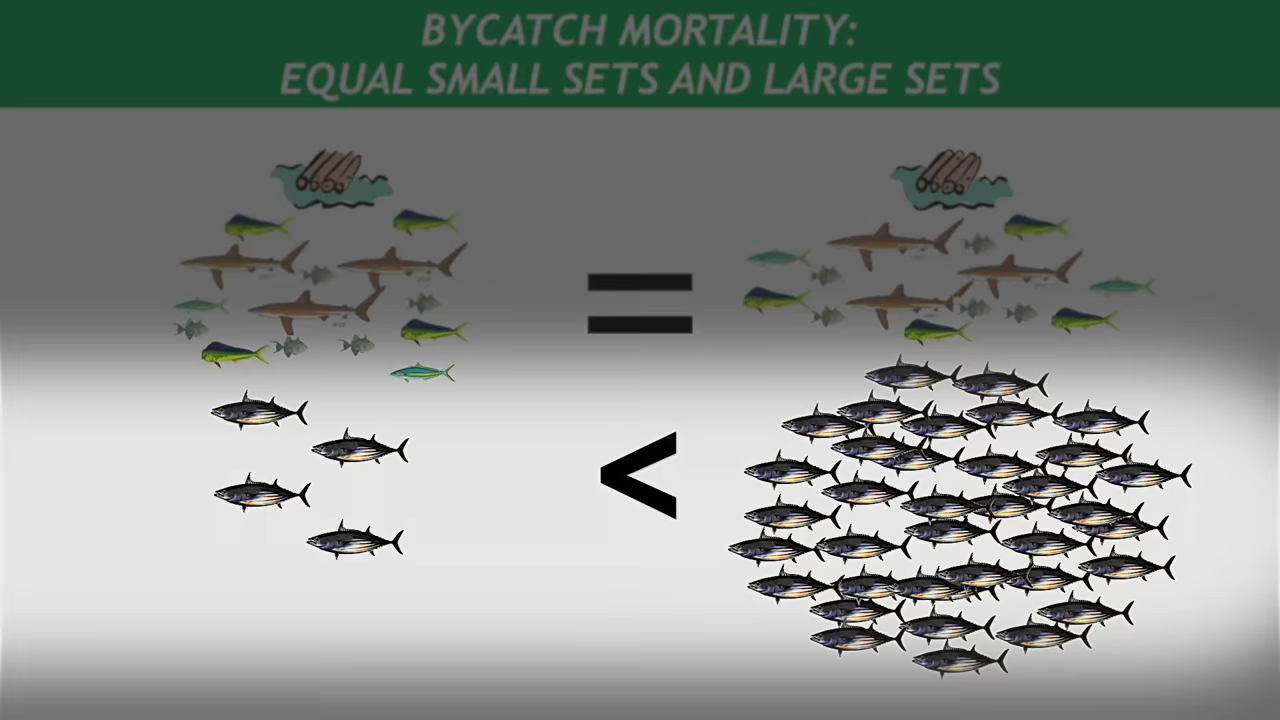 BYCATCH MORTALITY:
EQUAL SMALL SETS AND LARGE SETS
=
<